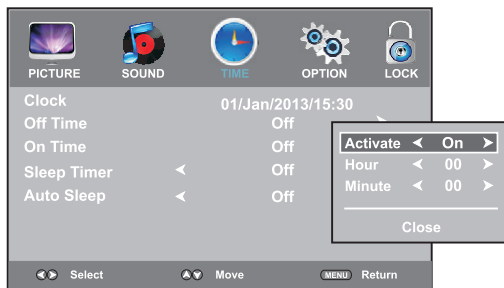 PICTURE SOUND TIME OPTION LOCK
Clock 01/Jan/2013/15:30
Off Time Off
On Time Off
Sleep Timer Off
Auto Sleep Off
Activate On
Hour 00
Minute 00
Close
Select Move MENU Return